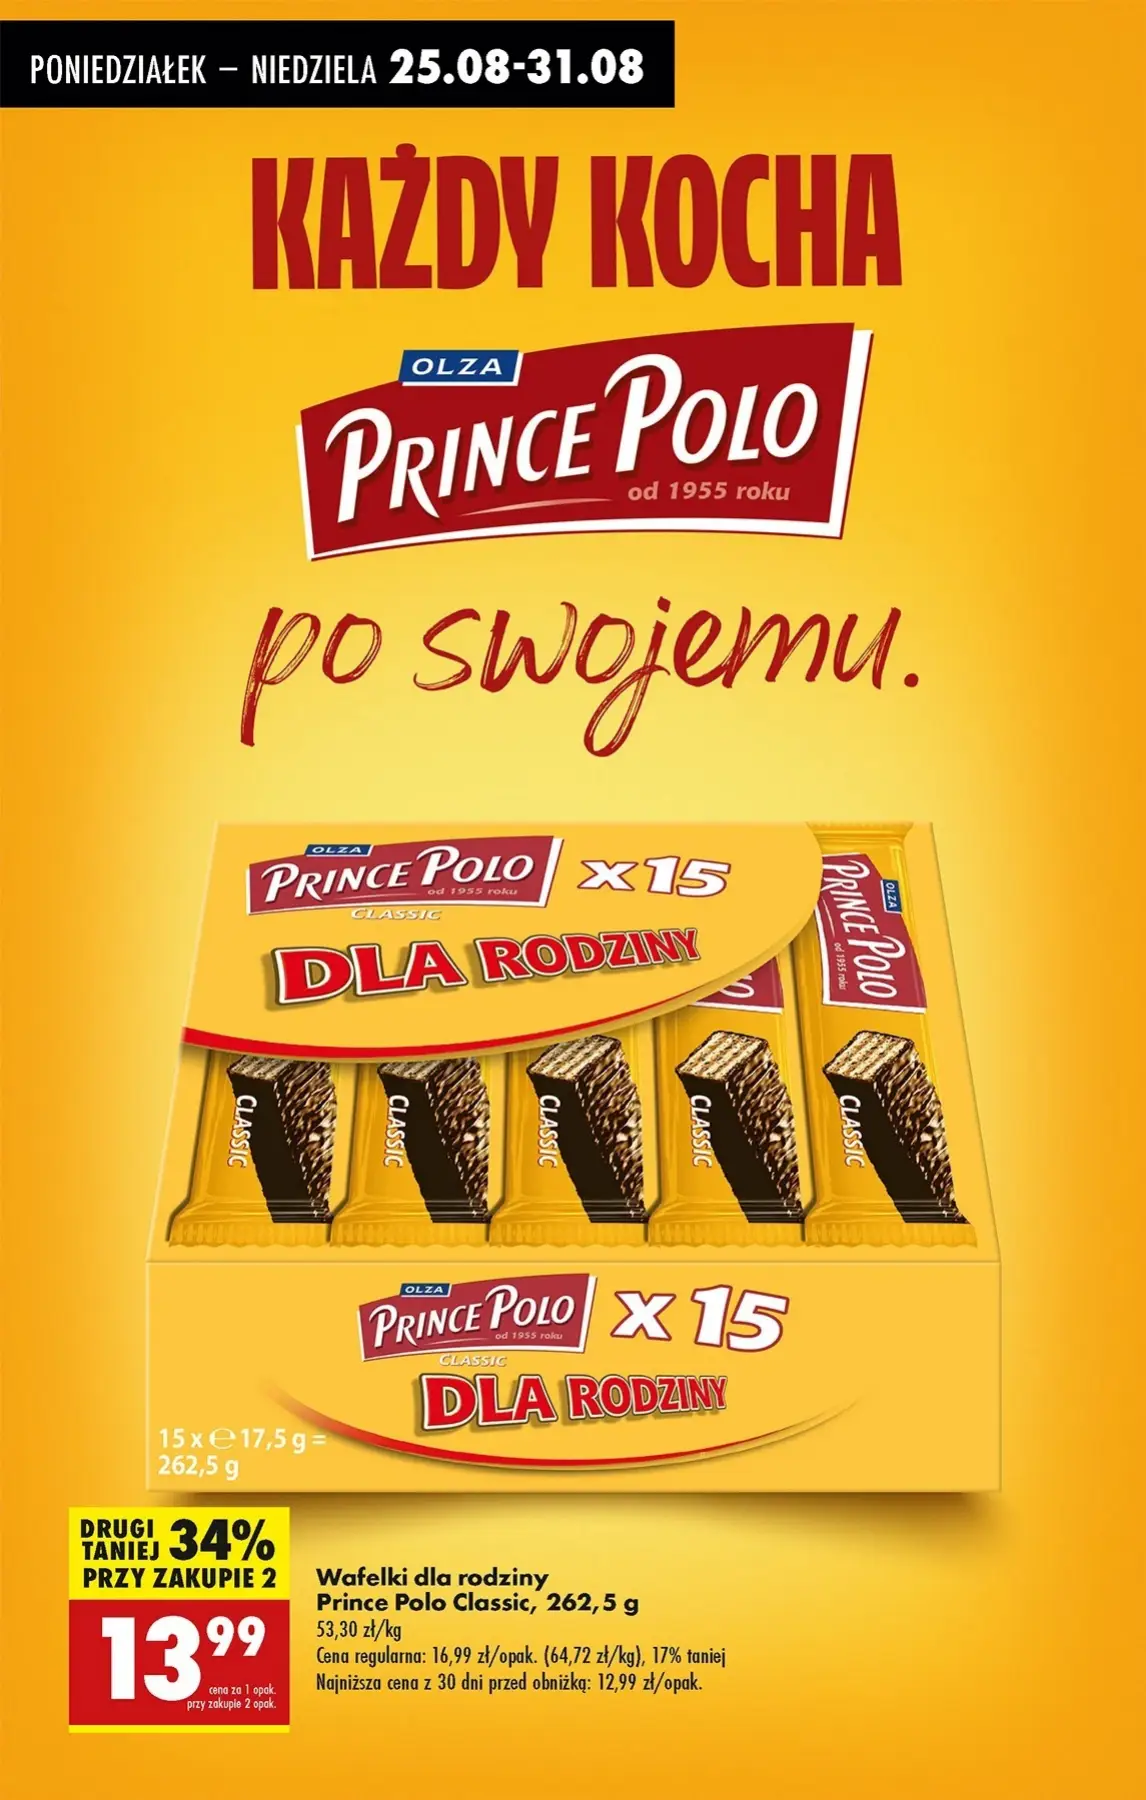 PONIEDZIAŁEK – NIEDZIELA 25.08-31.08
KAŻDY KOCHA
OLZA
PRINCE POLO
od 1955 roku
po swojemu.
OLZA
PRINCE POLO
od 1955 roku
CLASSIC
x15
DLA RODZINY
OLZA
PRINCE POLO
od 1955 roku
LO
CLASSIC
CLASSIC
CLASSIC
CLASSIC
CLASSIC
OLZA
PRINCE POLO
od 1955 roku
CLASSIC
x 15
DLA RODZINY
15 x ℮ 17,5 g =
262,5 g
DRUGI
TANIEJ 34%
PRZY ZAKUPIE 2
13 99
cena za 1 opak.
przy zakupie 2 opak.
Wafelki dla rodziny
Prince Polo Classic, 262,5 g
53,30 zł/kg
Cena regularna: 16,99 zł/opak. (64,72 zł/kg), 17% taniej
Najniższa cena z 30 dni przed obniżką: 12,99 zł/opak.